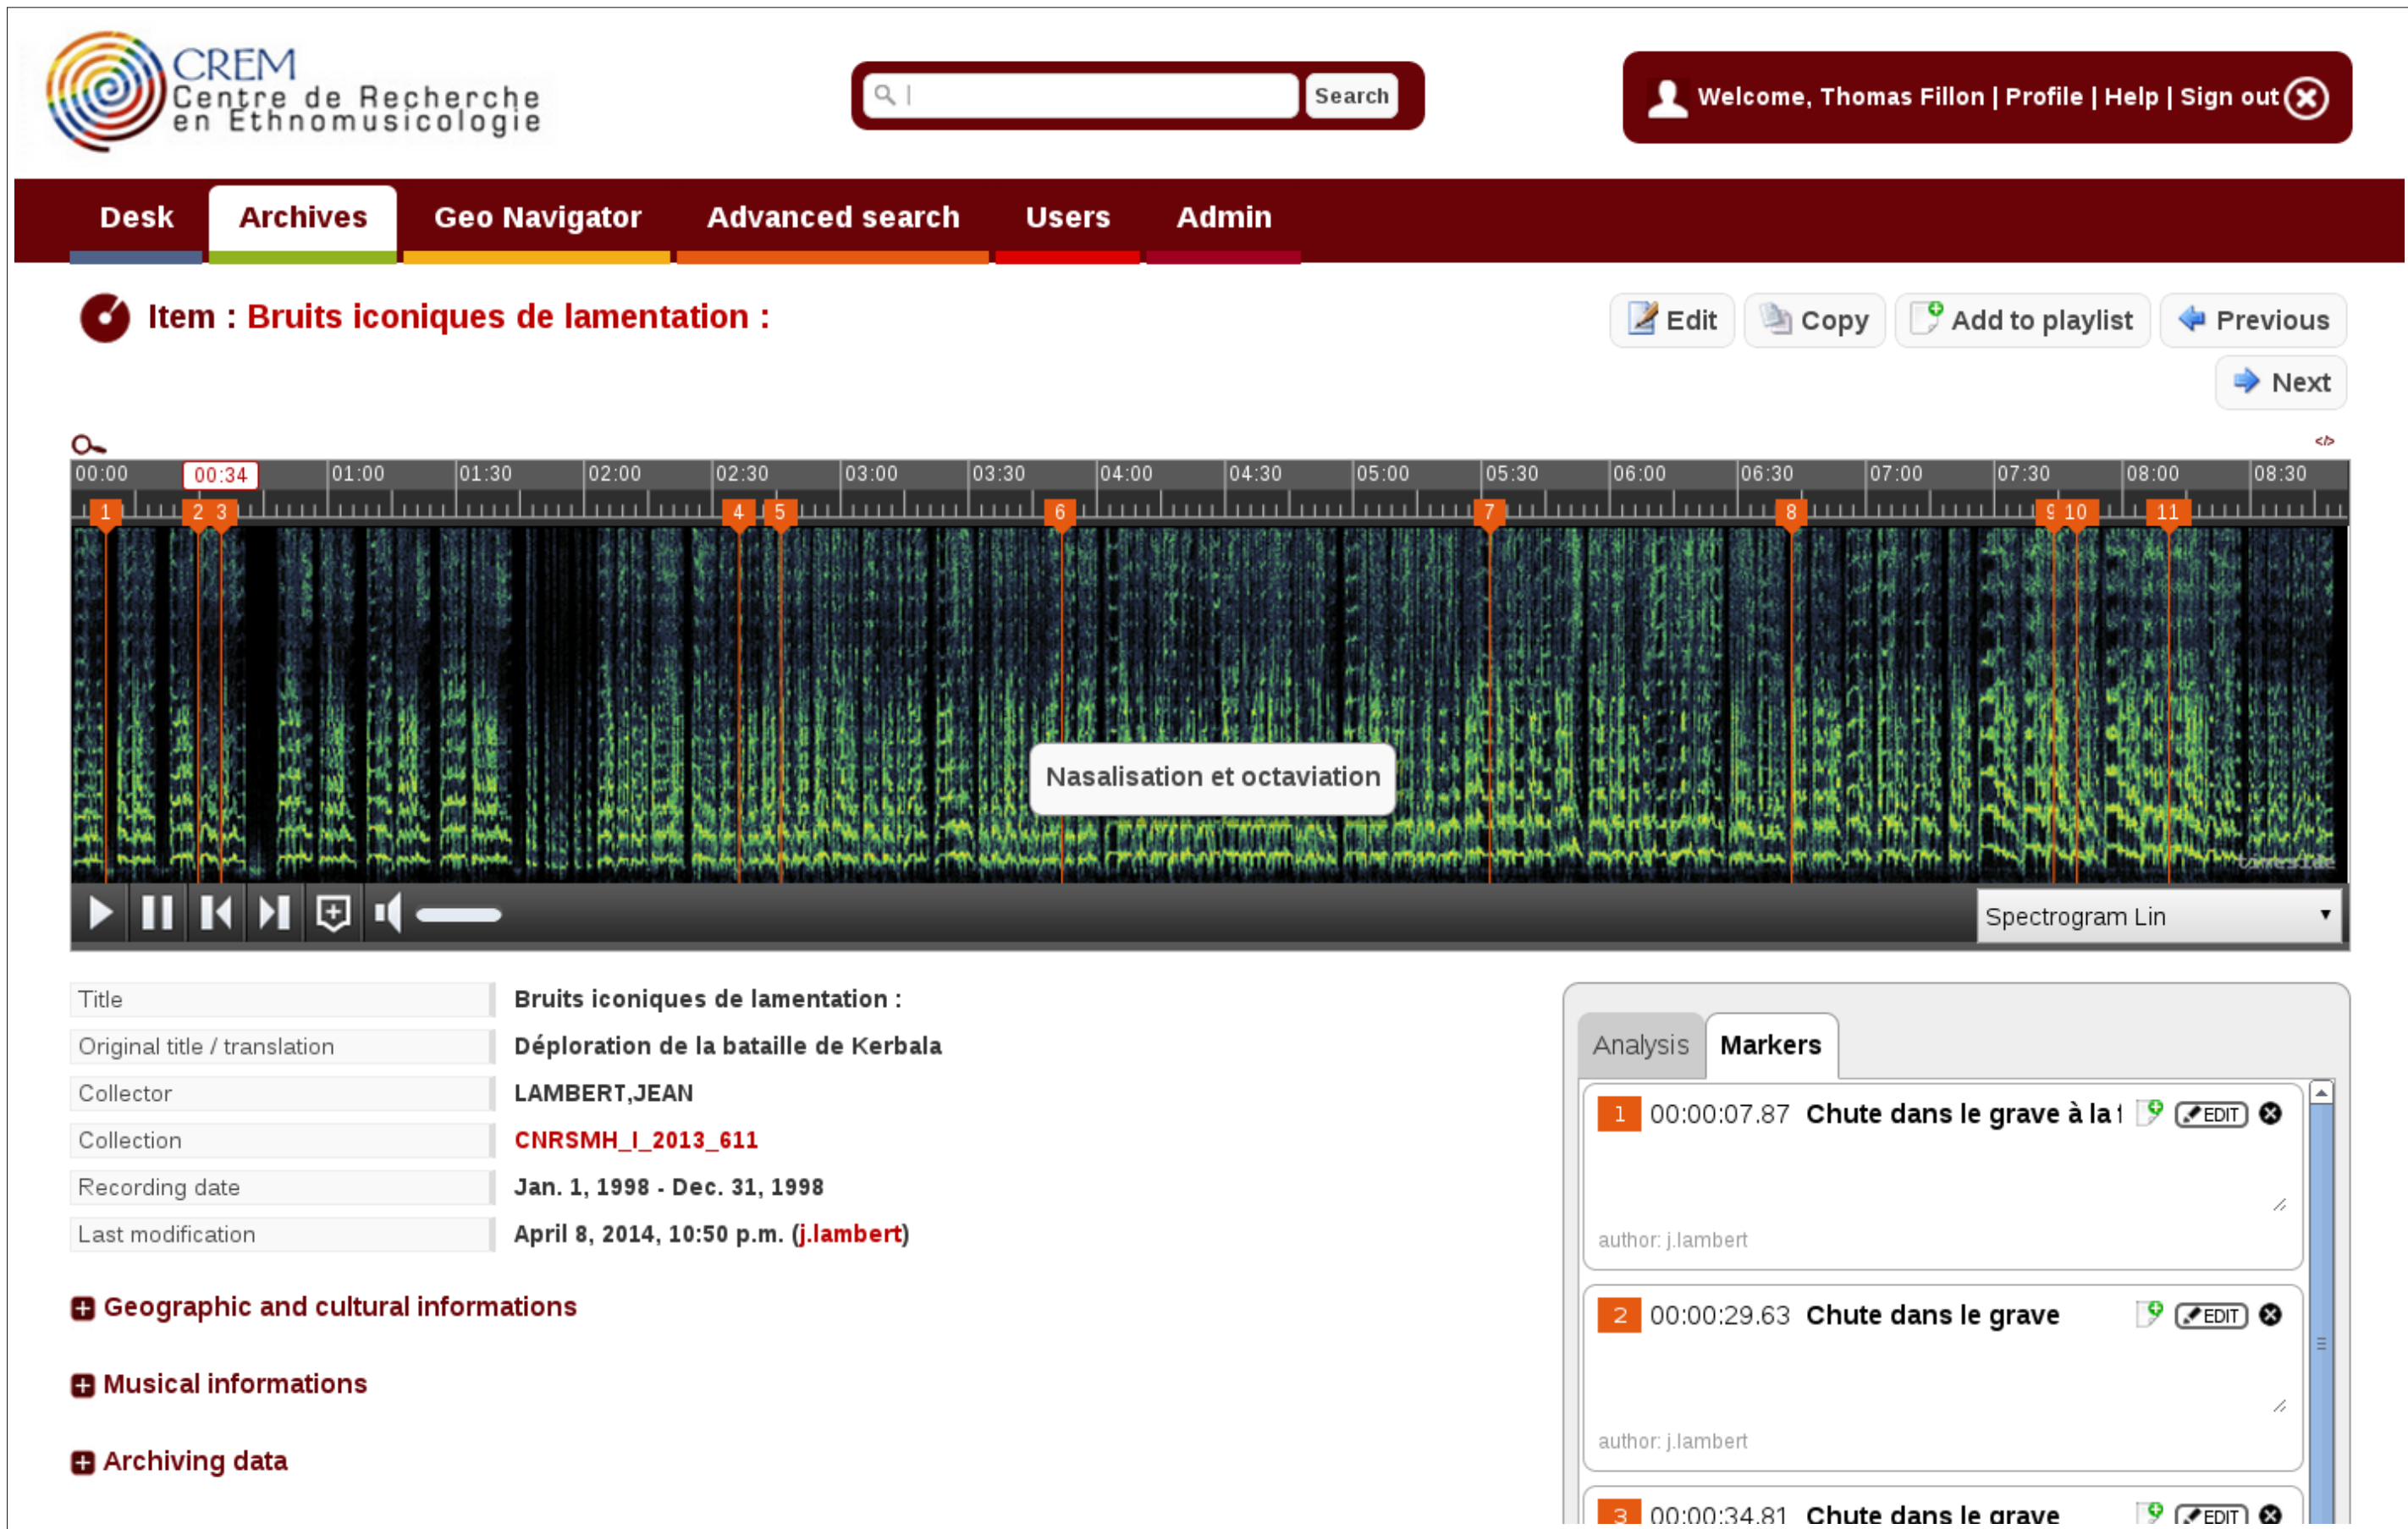 CREM
Centre de Recherche
en Ethnomusicologie
Search
Welcome, Thomas Fillon | Profile | Help | Sign out
Desk Archives Geo Navigator Advanced search Users Admin
Item : Bruits iconiques de lamentation :
Edit Copy Add to playlist Previous
Next
</>
00:00 00:34 01:00 01:30 02:00 02:30 03:00 03:30 04:00 04:30 05:00 05:30 06:00 06:30 07:00 07:30 08:00 08:30
1 2 3 4 5 6 7 8 9 10 11
Nasalisation et octaviation
Spectrogram Lin
Title Bruits iconiques de lamentation :
Original title / translation Déploration de la bataille de Kerbala
Collector LAMBERT,JEAN
Collection CNRSMH_I_2013_611
Recording date Jan. 1, 1998 - Dec. 31, 1998
Last modification April 8, 2014, 10:50 p.m. (j.lambert)
Geographic and cultural informations
Musical informations
Archiving data
Analysis Markers
1 00:00:07.87 Chute dans le grave à la EDIT
author: j.lambert
2 00:00:29.63 Chute dans le grave EDIT
author: j.lambert
3 00:00:34.81 Chute dans le grave EDIT